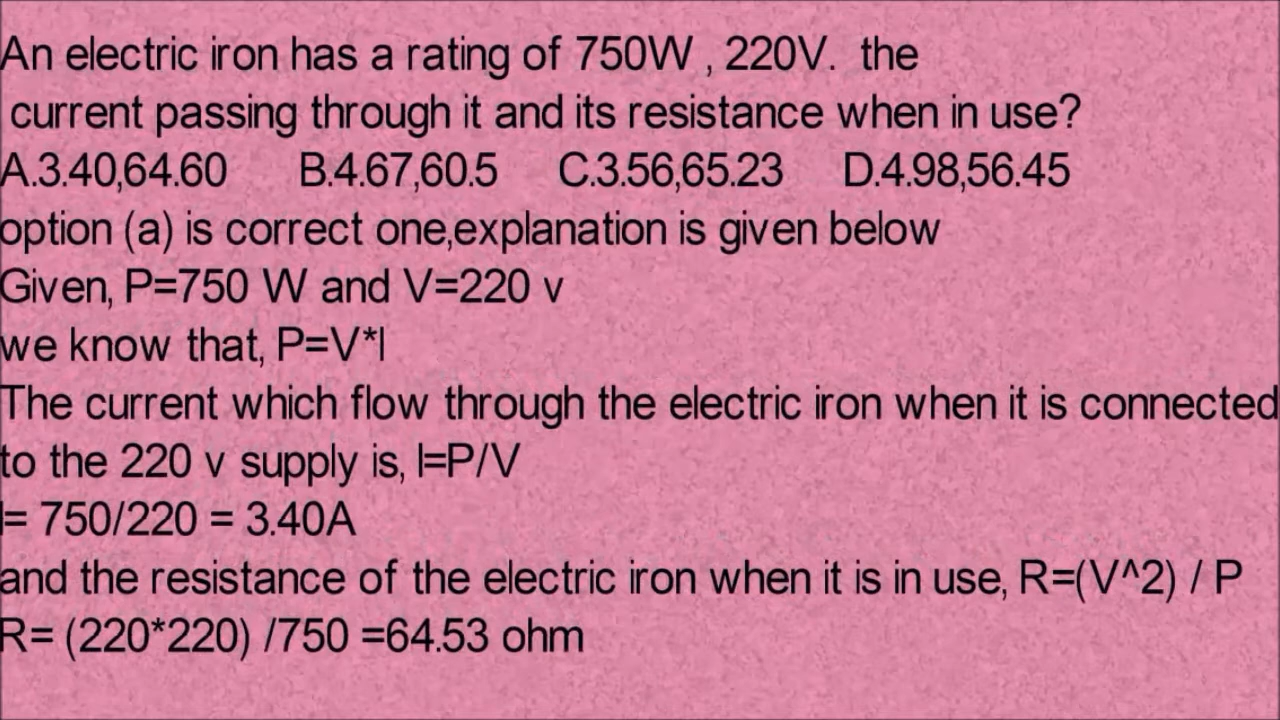 An electric iron has a rating of 750W , 220V. the
current passing through it and its resistance when in use?
A.3.40,64.60 B.4.67,60.5 C.3.56,65.23 D.4.98,56.45
option (a) is correct one,explanation is given below
Given, P=750 W and V=220 v
we know that, P=V*I
The current which flow through the electric iron when it is connected
to the 220 v supply is, I=P/V
I= 750/220 = 3.40A
and the resistance of the electric iron when it is in use, R=(V^2) / P
R= (220*220) /750 =64.53 ohm